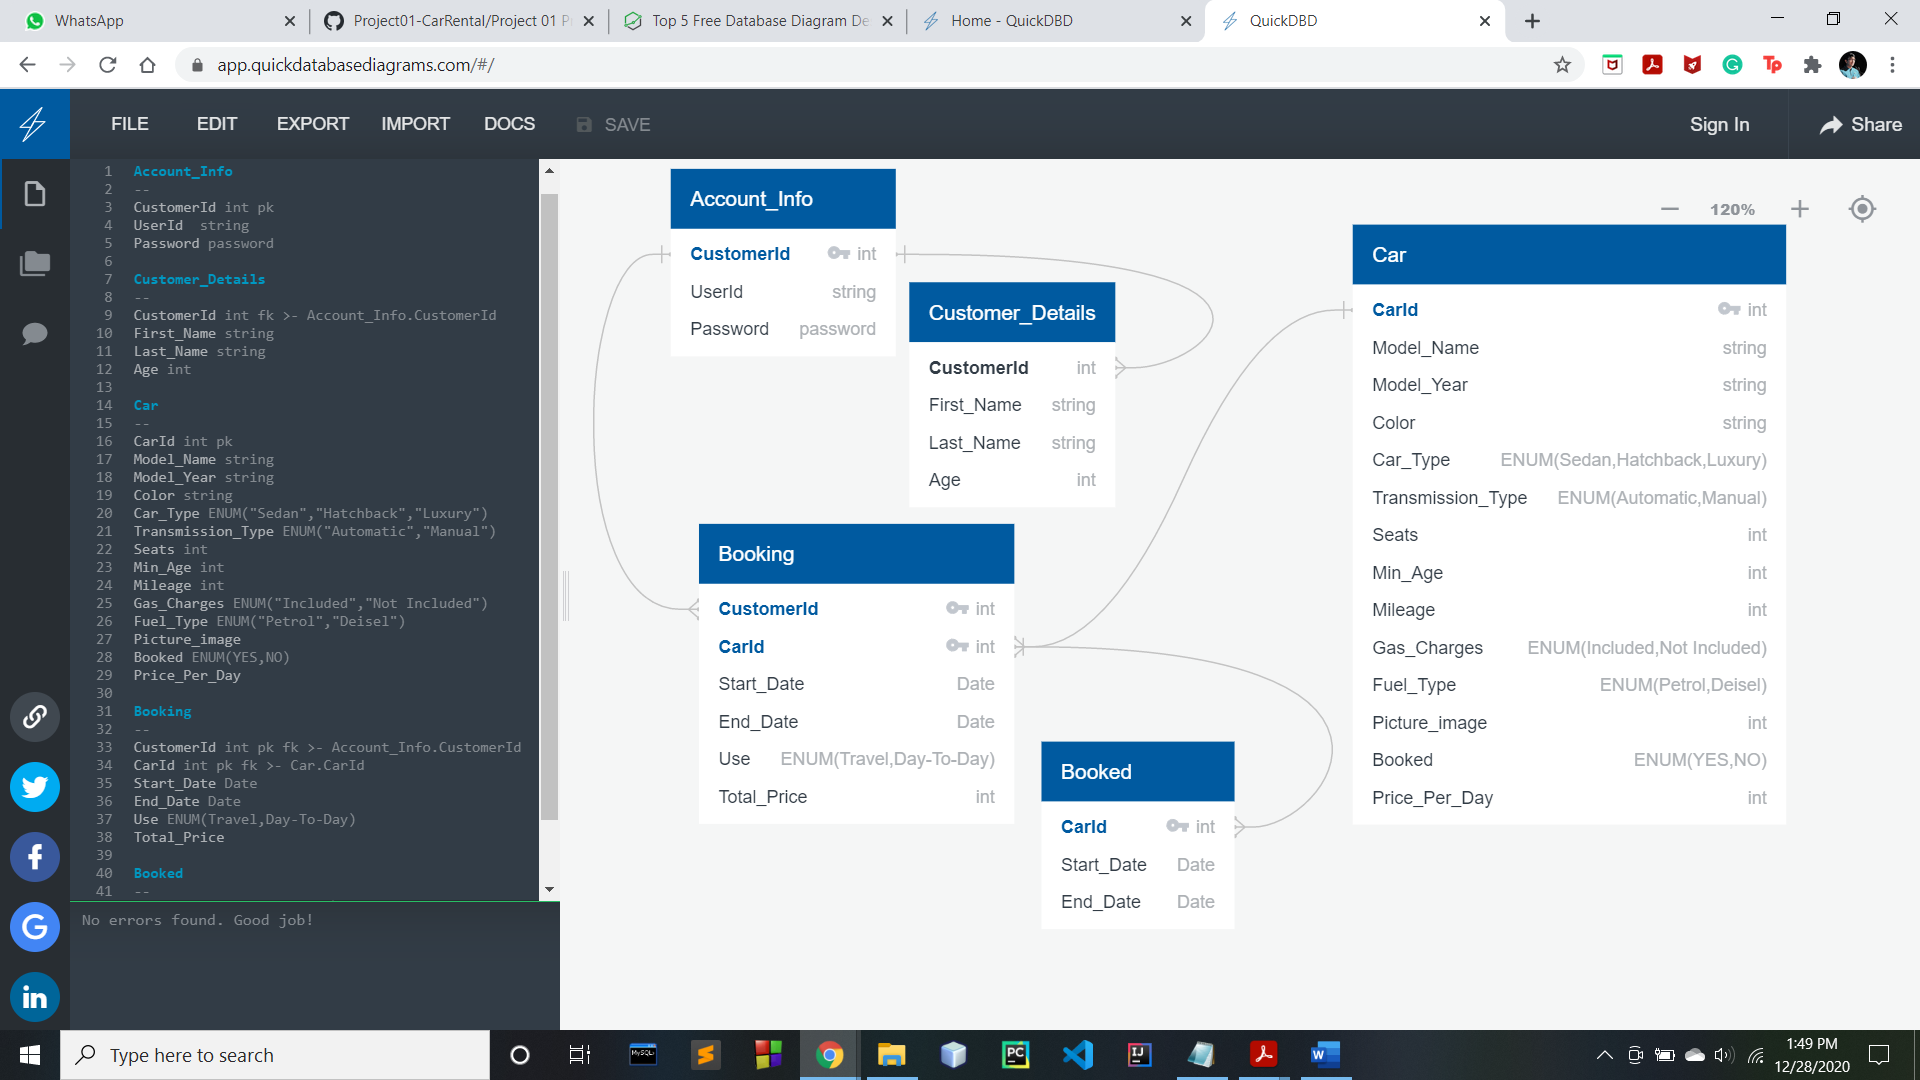 WhatsApp
Project01-CarRental/Project 01 P
Top 5 Free Database Diagram De
Home - QuickDBD
QuickDBD
app.quickdatabasediagrams.com/#/
FILE EDIT EXPORT IMPORT DOCS SAVE
Sign In Share
1 Account_Info
2 --
3 CustomerId int pk
4 UserId  string
5 Password password
6
7 Customer_Details
8 --
9 CustomerId int fk >- Account_Info.CustomerId
10 First_Name string
11 Last_Name string
12 Age int
13
14 Car
15 --
16 CarId int pk
17 Model_Name string
18 Model_Year string
19 Color string
20 Car_Type ENUM("Sedan","Hatchback","Luxury")
21 Transmission_Type ENUM("Automatic","Manual")
22 Seats int
23 Min_Age int
24 Mileage int
25 Gas_Charges ENUM("Included","Not Included")
26 Fuel_Type ENUM("Petrol","Deisel")
27 Picture_image
28 Booked ENUM(YES,NO)
29 Price_Per_Day
30
31 Booking
32 --
33 CustomerId int pk fk >- Account_Info.CustomerId
34 CarId int pk fk >- Car.CarId
35 Start_Date Date
36 End_Date Date
37 Use ENUM(Travel,Day-To-Day)
38 Total_Price
39
40 Booked
41 --
No errors found. Good job!
120%
Account_Info
CustomerId int
UserId string
Password password
Customer_Details
CustomerId int
First_Name string
Last_Name string
Age int
Booking
CustomerId int
CarId int
Start_Date Date
End_Date Date
Use ENUM(Travel,Day-To-Day)
Total_Price int
Booked
CarId int
Start_Date Date
End_Date Date
Car
CarId int
Model_Name string
Model_Year string
Color string
Car_Type ENUM(Sedan,Hatchback,Luxury)
Transmission_Type ENUM(Automatic,Manual)
Seats int
Min_Age int
Mileage int
Gas_Charges ENUM(Included,Not Included)
Fuel_Type ENUM(Petrol,Deisel)
Picture_image int
Booked ENUM(YES,NO)
Price_Per_Day int
Type here to search
1:49 PM
12/28/2020